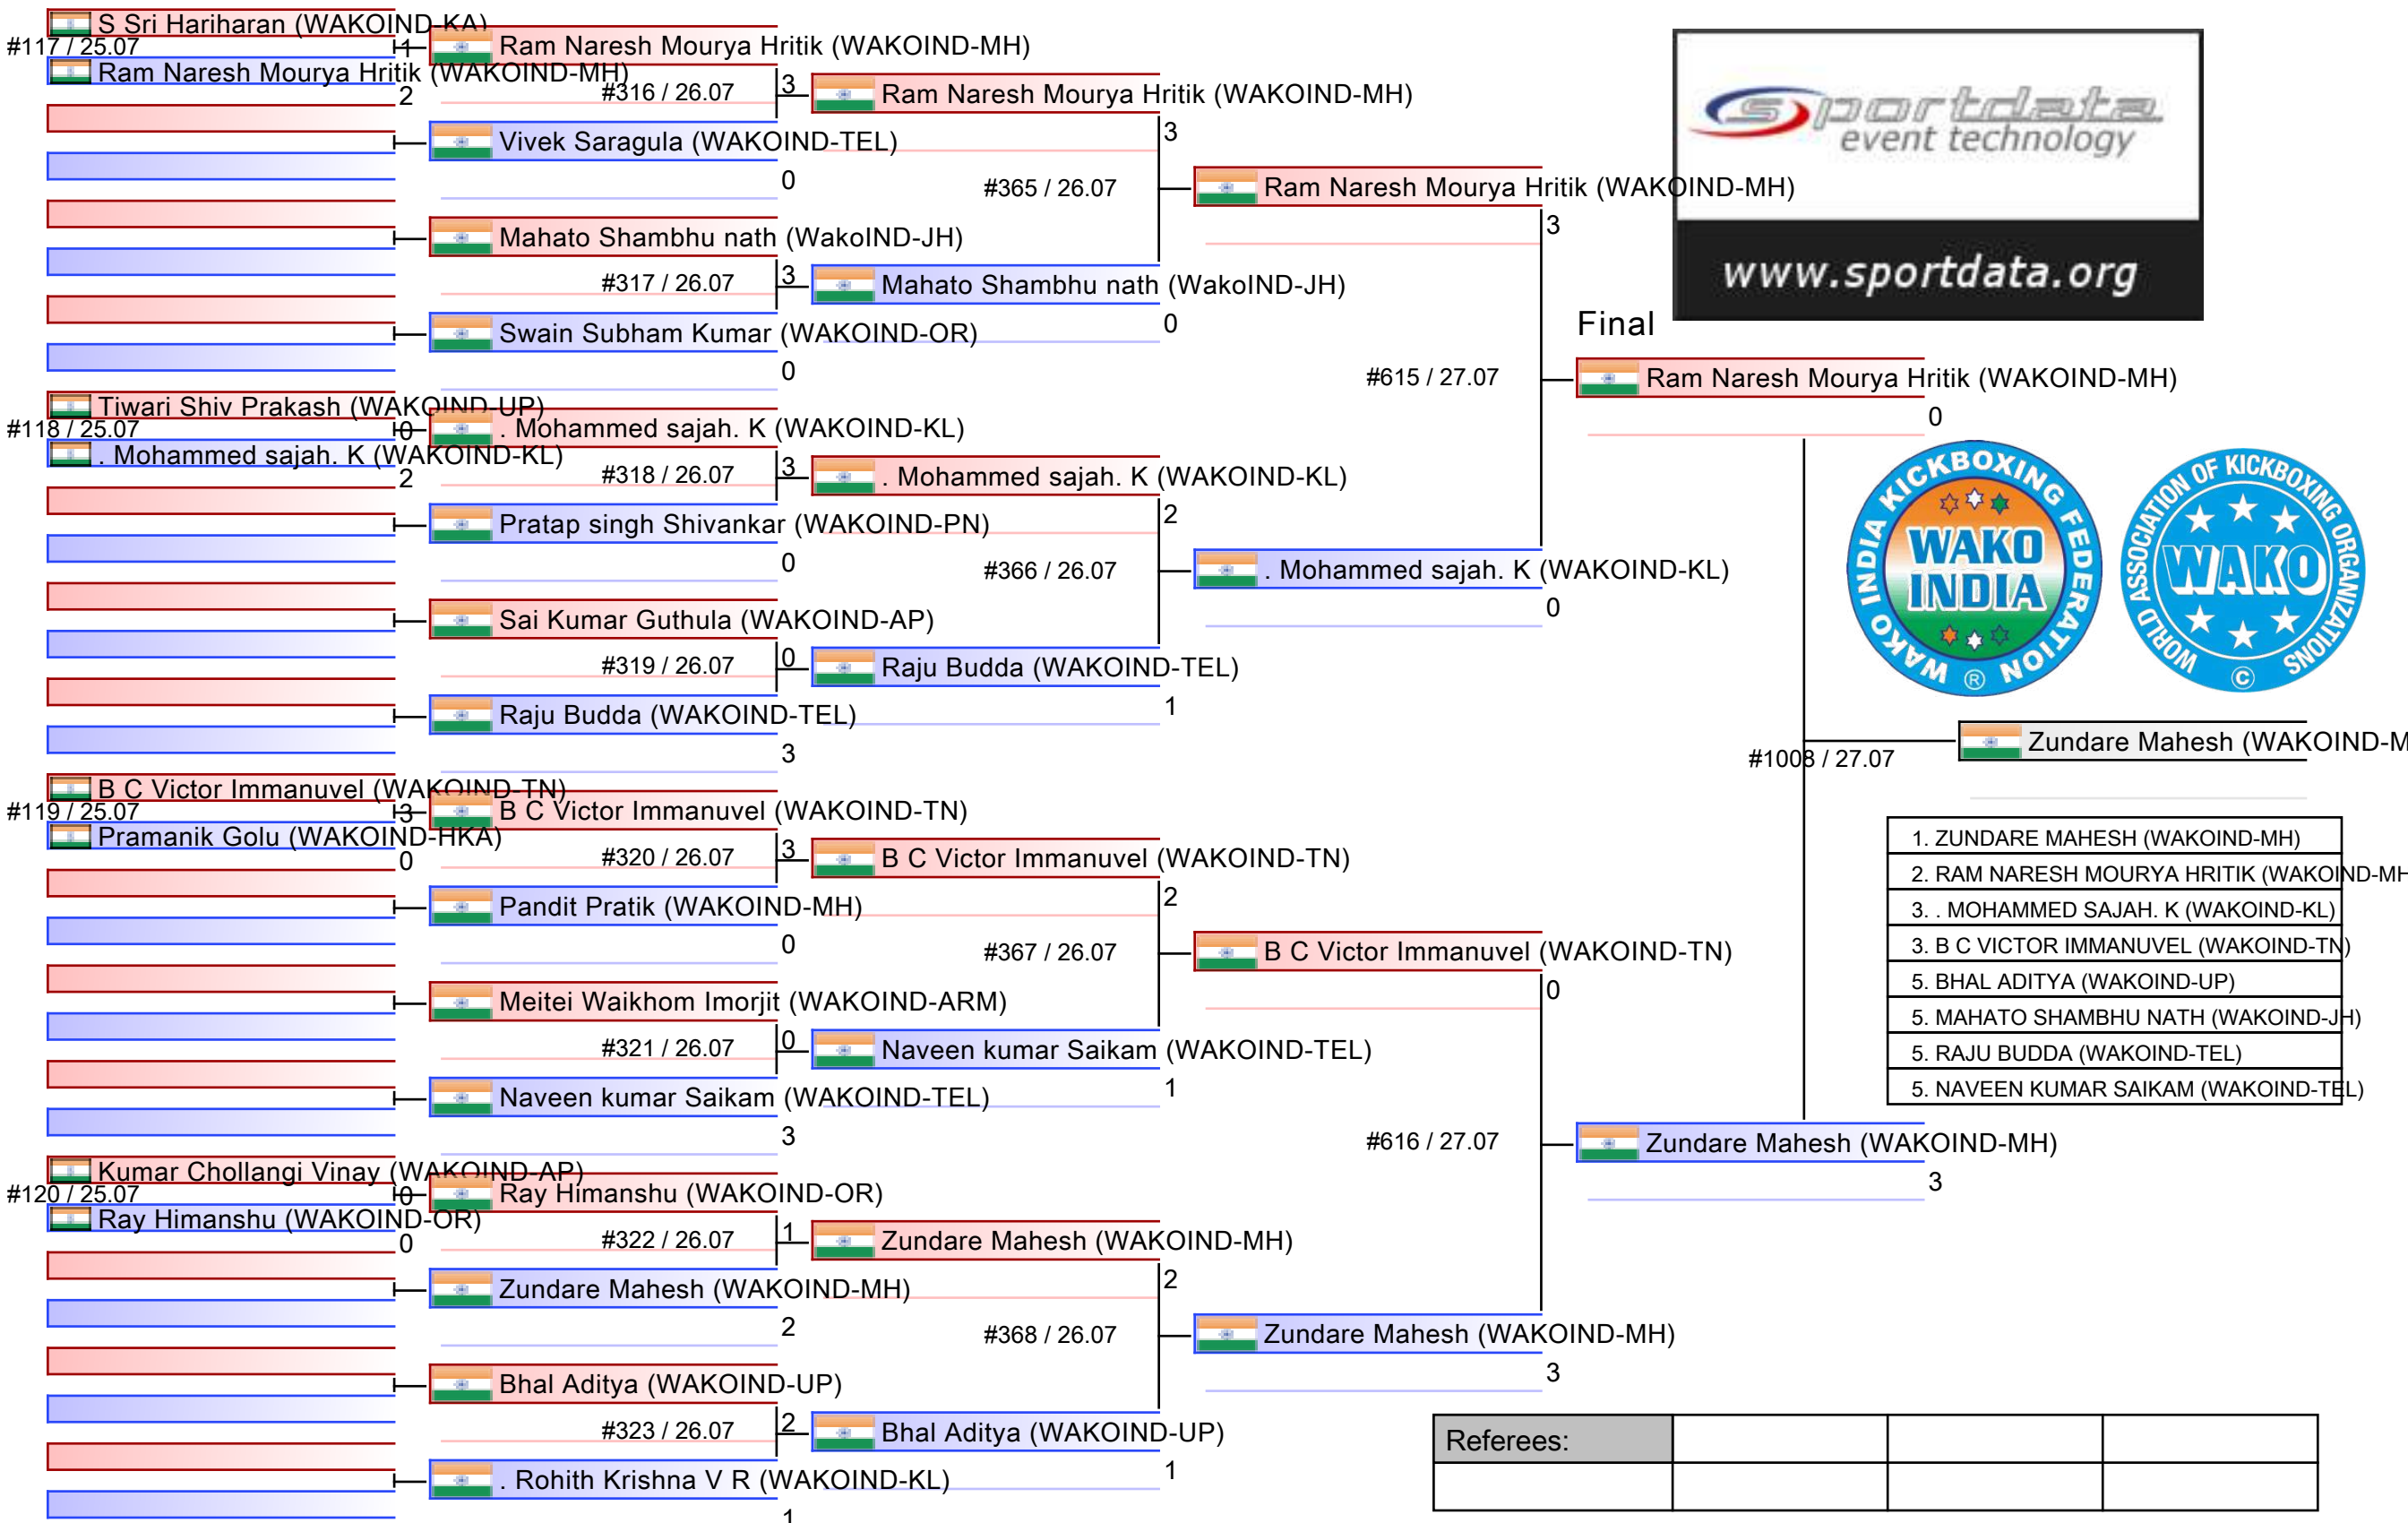 S Sri Hariharan (WAKOIND-KA)
#117 / 25.07
1
Ram Naresh Mourya Hritik (WAKOIND-MH)
2
Tiwari Shiv Prakash (WAKOIND-UP)
#118 / 25.07
0
. Mohammed sajah. K (WAKOIND-KL)
2
B C Victor Immanuvel (WAKOIND-TN)
#119 / 25.07
3
Pramanik Golu (WAKOIND-HKA)
0
Kumar Chollangi Vinay (WAKOIND-AP)
#120 / 25.07
0
Ray Himanshu (WAKOIND-OR)
0
Ram Naresh Mourya Hritik (WAKOIND-MH)
#316 / 26.07
3
Vivek Saragula (WAKOIND-TEL)
0
Mahato Shambhu nath (WakoIND-JH)
#317 / 26.07
3
Swain Subham Kumar (WAKOIND-OR)
0
. Mohammed sajah. K (WAKOIND-KL)
#318 / 26.07
3
Pratap singh Shivankar (WAKOIND-PN)
0
Sai Kumar Guthula (WAKOIND-AP)
#319 / 26.07
0
Raju Budda (WAKOIND-TEL)
3
B C Victor Immanuvel (WAKOIND-TN)
#320 / 26.07
3
Pandit Pratik (WAKOIND-MH)
0
Meitei Waikhom Imorjit (WAKOIND-ARM)
#321 / 26.07
0
Naveen kumar Saikam (WAKOIND-TEL)
3
Ray Himanshu (WAKOIND-OR)
#322 / 26.07
1
Zundare Mahesh (WAKOIND-MH)
2
Bhal Aditya (WAKOIND-UP)
#323 / 26.07
2
. Rohith Krishna V R (WAKOIND-KL)
1
Ram Naresh Mourya Hritik (WAKOIND-MH)
3
#365 / 26.07
Mahato Shambhu nath (WakoIND-JH)
0
. Mohammed sajah. K (WAKOIND-KL)
2
#366 / 26.07
Raju Budda (WAKOIND-TEL)
1
B C Victor Immanuvel (WAKOIND-TN)
2
#367 / 26.07
Naveen kumar Saikam (WAKOIND-TEL)
1
Zundare Mahesh (WAKOIND-MH)
2
#368 / 26.07
Bhal Aditya (WAKOIND-UP)
1
Ram Naresh Mourya Hritik (WAKOIND-MH)
3
#615 / 27.07
. Mohammed sajah. K (WAKOIND-KL)
0
B C Victor Immanuvel (WAKOIND-TN)
0
#616 / 27.07
Zundare Mahesh (WAKOIND-MH)
3
sportdata
event technology
www.sportdata.org
Final
Ram Naresh Mourya Hritik (WAKOIND-MH)
0
WAKO INDIA KICKBOXING FEDERATION
WAKO
INDIA
®
WORLD ASSOCIATION OF KICKBOXING ORGANIZATIONS
WAKO
©
#1008 / 27.07
Zundare Mahesh (WAKOIND-M
1. ZUNDARE MAHESH (WAKOIND-MH)
2. RAM NARESH MOURYA HRITIK (WAKOIND-MH
3. . MOHAMMED SAJAH. K (WAKOIND-KL)
3. B C VICTOR IMMANUVEL (WAKOIND-TN)
5. BHAL ADITYA (WAKOIND-UP)
5. MAHATO SHAMBHU NATH (WAKOIND-JH)
5. RAJU BUDDA (WAKOIND-TEL)
5. NAVEEN KUMAR SAIKAM (WAKOIND-TEL)
Zundare Mahesh (WAKOIND-MH)
3
Referees: